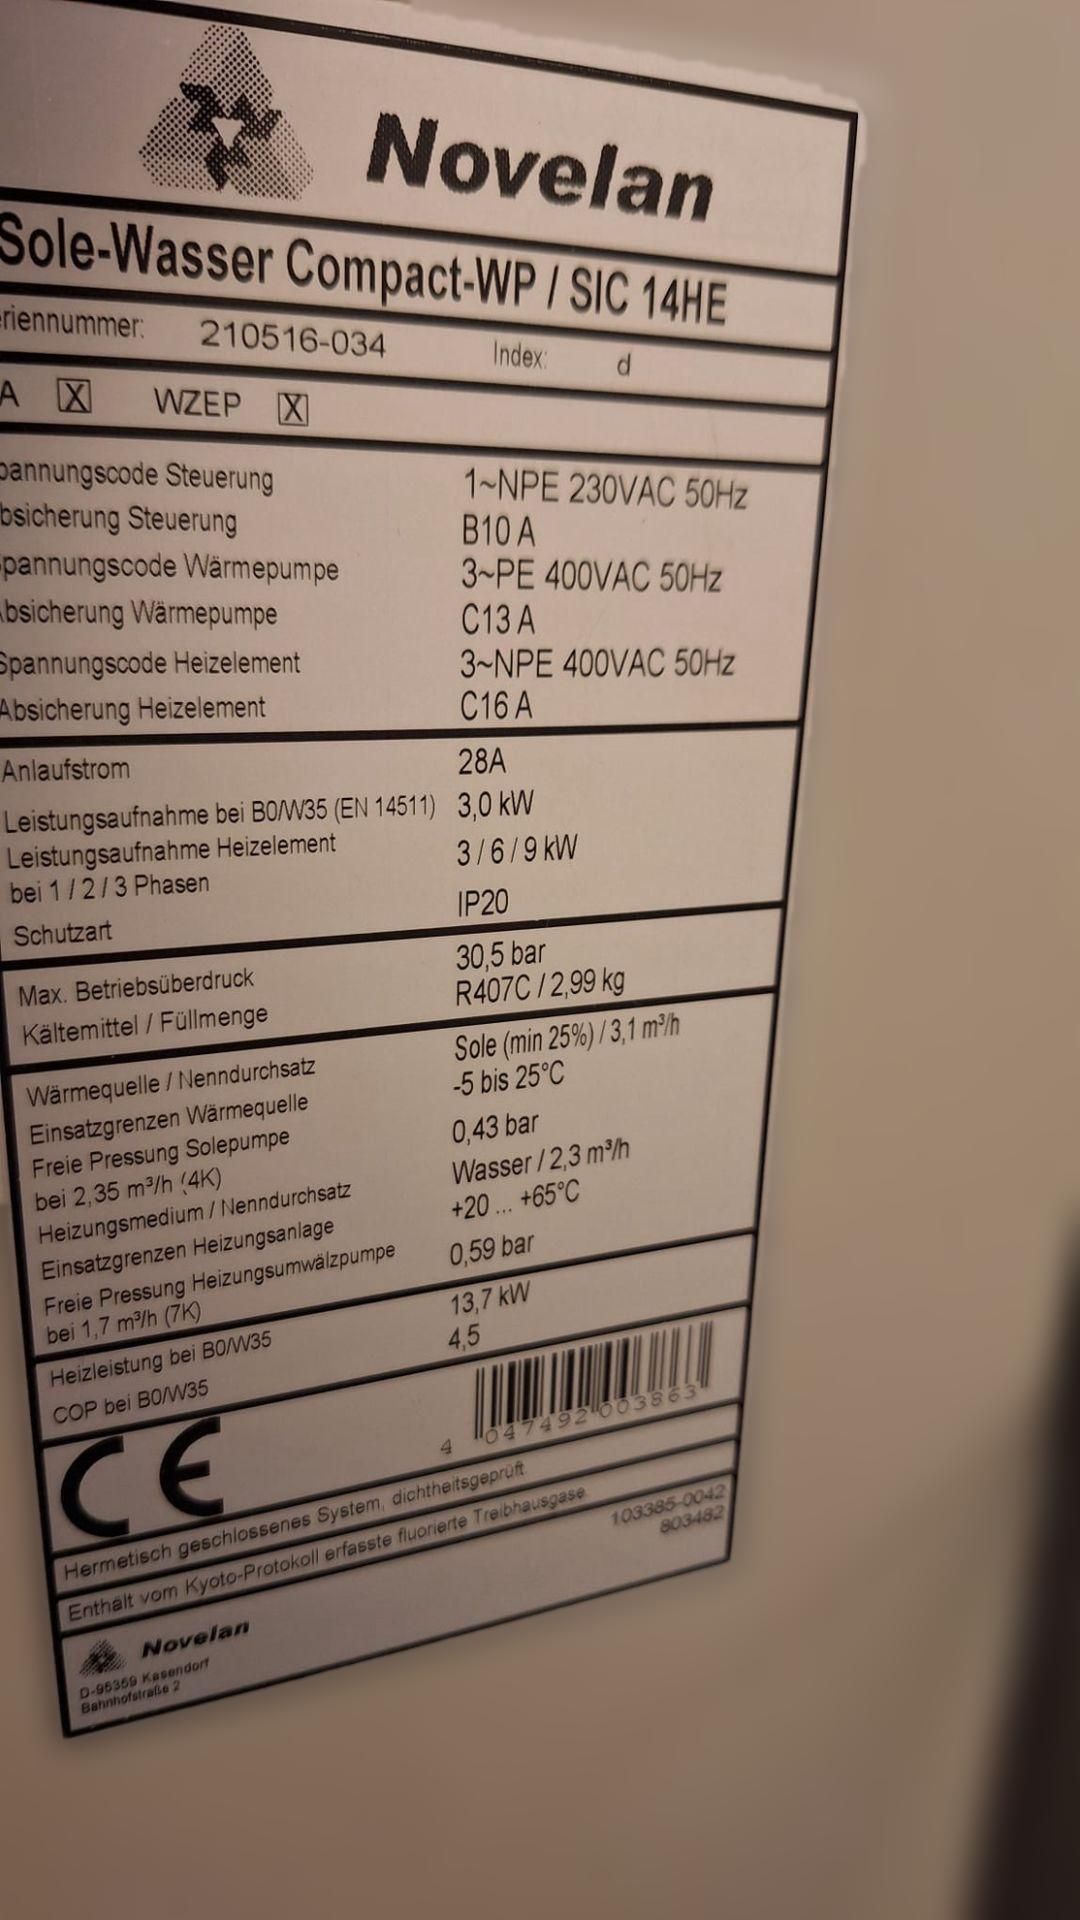 Novelan
Sole-Wasser Compact-WP / SIC 14HE
eriennummer: 210516-034 Index: d
A X WZEP X
pannungscode Steuerung 1~NPE 230VAC 50Hz
bsicherung Steuerung B10 A
pannungscode Wärmepumpe 3~PE 400VAC 50Hz
Absicherung Wärmepumpe C13 A
Spannungscode Heizelement 3~NPE 400VAC 50Hz
Absicherung Heizelement C16 A
Anlaufstrom 28A
Leistungsaufnahme bei B0/W35 (EN 14511) 3,0 kW
Leistungsaufnahme Heizelement 3 / 6 / 9 kW
bei 1 / 2 / 3 Phasen
Schutzart IP20
Max. Betriebsüberdruck 30,5 bar
Kältemittel / Füllmenge R407C / 2,99 kg
Wärmequelle / Nenndurchsatz Sole (min 25%) / 3,1 m³/h
Einsatzgrenzen Wärmequelle -5 bis 25°C
Freie Pressung Solepumpe 0,43 bar
bei 2,35 m³/h (4K)
Heizungsmedium / Nenndurchsatz Wasser / 2,3 m³/h
Einsatzgrenzen Heizungsanlage +20 ... +65°C
Freie Pressung Heizungsumwälzpumpe 0,59 bar
bei 1,7 m³/h (7K)
Heizleistung bei B0/W35 13,7 kW
COP bei B0/W35 4,5
CE
4 047492 003863
Hermetisch geschlossenes System, dichtheitsgeprüft.
Enthält vom Kyoto-Protokoll erfasste fluorierte Treibhausgase.
103385-0042
803482
Novelan
D-95359 Kasendorf
Bahnhofstraße 2